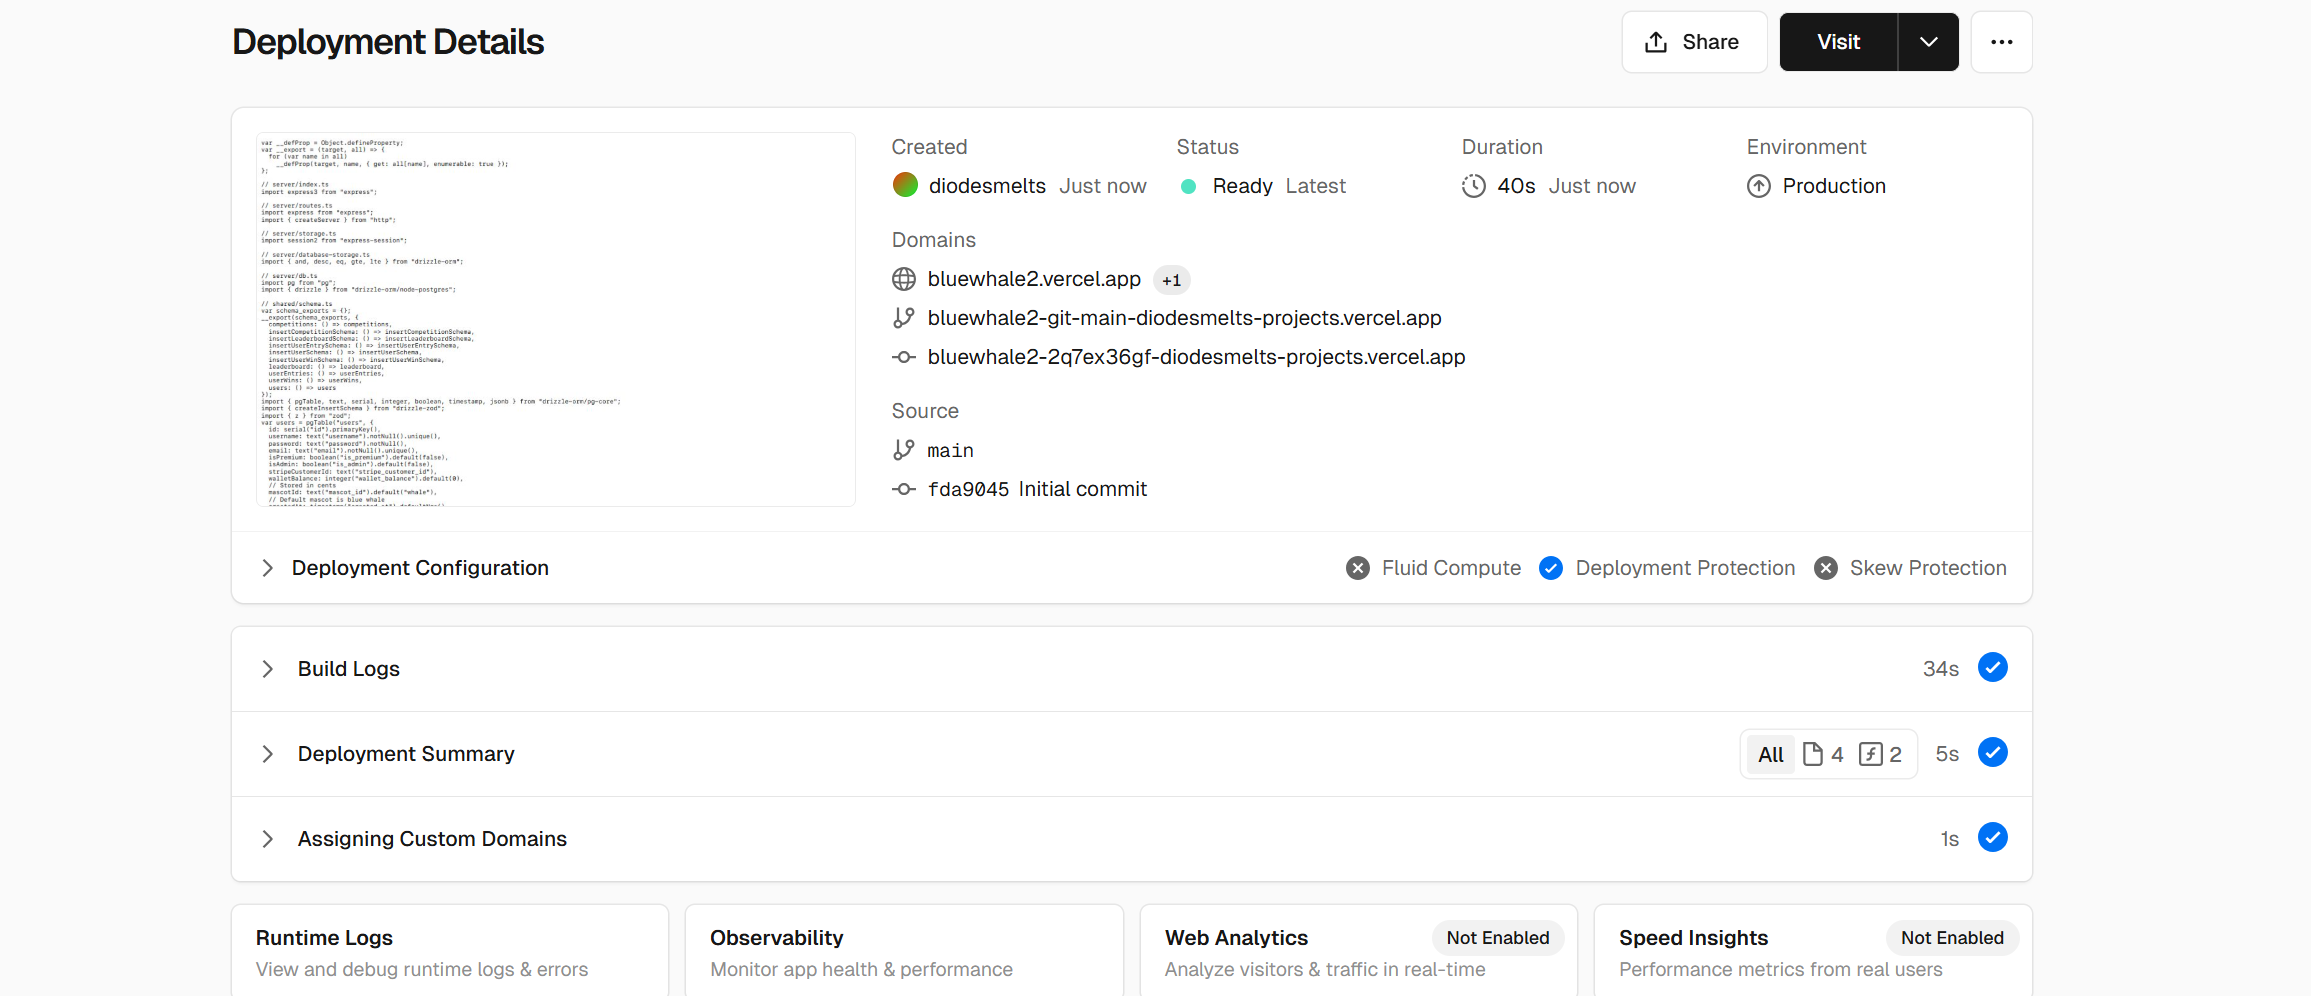 Deployment Details
Share
Visit
var __defProp = Object.defineProperty;
var __export = (target, all) => {
for (var name in all)
__defProp(target, name, { get: all[name], enumerable: true });
};
// server/index.ts
import express3 from "express";
// server/routes.ts
import express from "express";
import { createServer } from "http";
// server/storage.ts
import session2 from "express-session";
// server/database-storage.ts
import { and, desc, eq, gte, lte } from "drizzle-orm";
// server/db.ts
import pg from "pg";
import { drizzle } from "drizzle-orm/node-postgres";
// shared/schema.ts
var schema_exports = {};
__export(schema_exports, {
competitions: () => competitions,
insertCompetitionSchema: () => insertCompetitionSchema,
insertLeaderboardSchema: () => insertLeaderboardSchema,
insertUserEntrySchema: () => insertUserEntrySchema,
insertUserSchema: () => insertUserSchema,
insertUserWinSchema: () => insertUserWinSchema,
leaderboard: () => leaderboard,
userEntries: () => userEntries,
userWins: () => userWins,
users: () => users
});
import { pgTable, text, serial, integer, boolean, timestamp, jsonb } from "drizzle-orm/pg-core";
import { createInsertSchema } from "drizzle-zod";
import { z } from "zod";
var users = pgTable("users", {
id: serial("id").primaryKey(),
username: text("username").notNull().unique(),
password: text("password").notNull(),
email: text("email").notNull().unique(),
isPremium: boolean("is_premium").default(false),
isAdmin: boolean("is_admin").default(false),
stripeCustomerId: text("stripe_customer_id"),
walletBalance: integer("wallet_balance").default(0),
// Stored in cents
mascotId: text("mascot_id").default("whale"),
// Default mascot is blue whale
Created
diodesmelts Just now
Status
Ready Latest
Duration
40s Just now
Environment
Production
Domains
bluewhale2.vercel.app +1
bluewhale2-git-main-diodesmelts-projects.vercel.app
bluewhale2-2q7ex36gf-diodesmelts-projects.vercel.app
Source
main
fda9045 Initial commit
Deployment Configuration
Fluid Compute
Deployment Protection
Skew Protection
Build Logs
34s
Deployment Summary
All 4 2 5s
Assigning Custom Domains
1s
Runtime Logs
View and debug runtime logs & errors
Observability
Monitor app health & performance
Web Analytics
Not Enabled
Analyze visitors & traffic in real-time
Speed Insights
Not Enabled
Performance metrics from real users